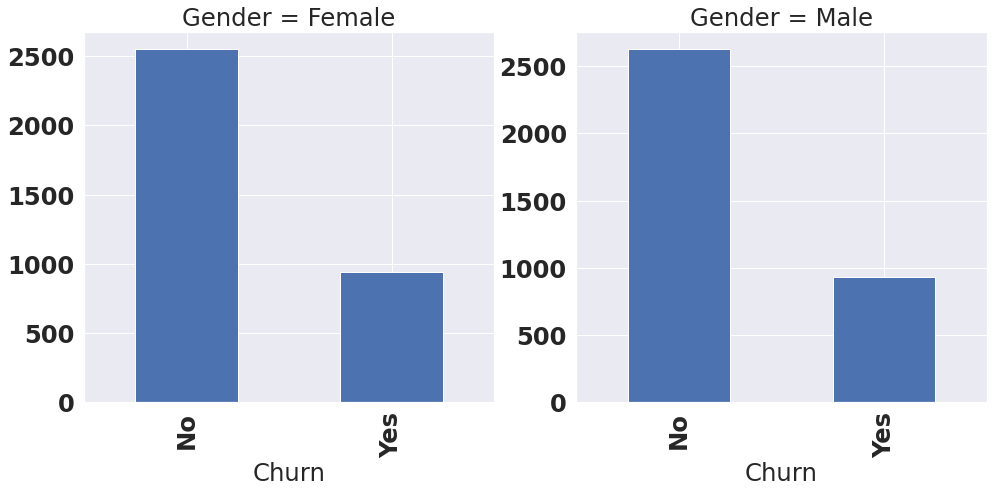 Gender = Female
2500
2000
1500
1000
500
0
No
Yes
Churn
Gender = Male
2500
2000
1500
1000
500
0
No
Yes
Churn